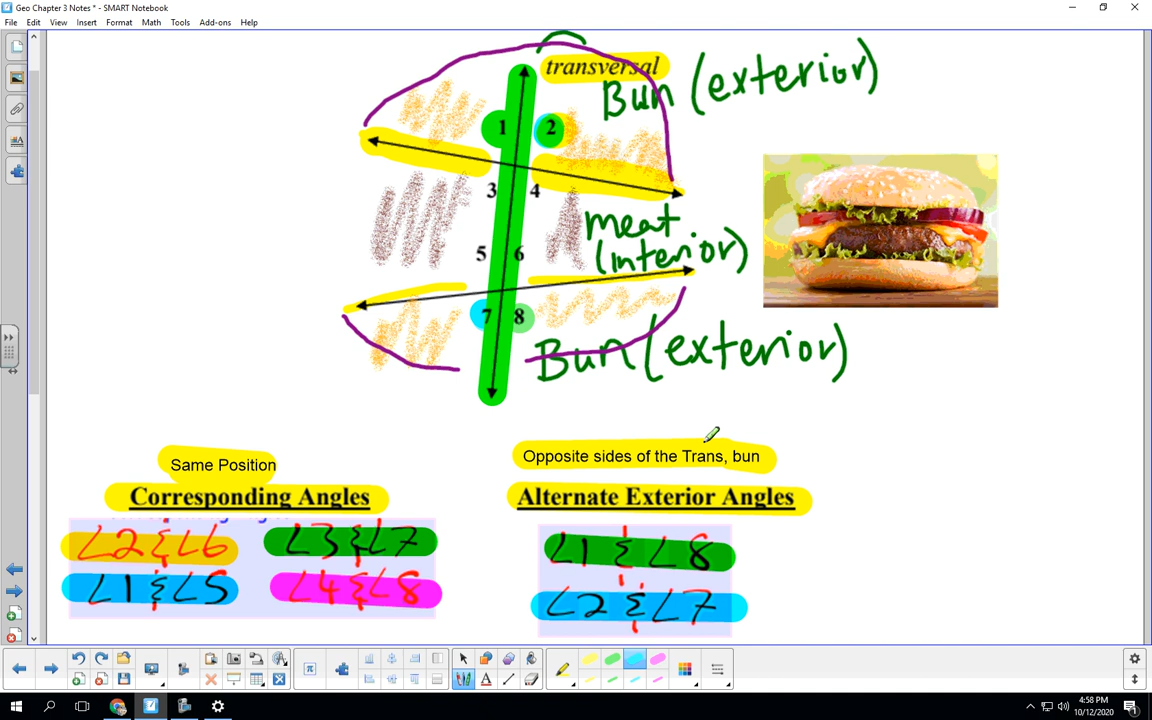 Geo Chapter 3 Notes * - SMART Notebook
File Edit View Insert Format Math Tools Add-ons Help
transversal
Bun (exterior)
1 2
3 4
meat
(interior)
5 6
7 8
Bun (exterior)
Same Position
Corresponding Angles
∠2 & ∠6 ∠3 & ∠7
∠1 & ∠5 ∠4 & ∠8
Opposite sides of the Trans, bun
Alternate Exterior Angles
∠1 & ∠8
∠2 & ∠7
4:58 PM
10/12/2020